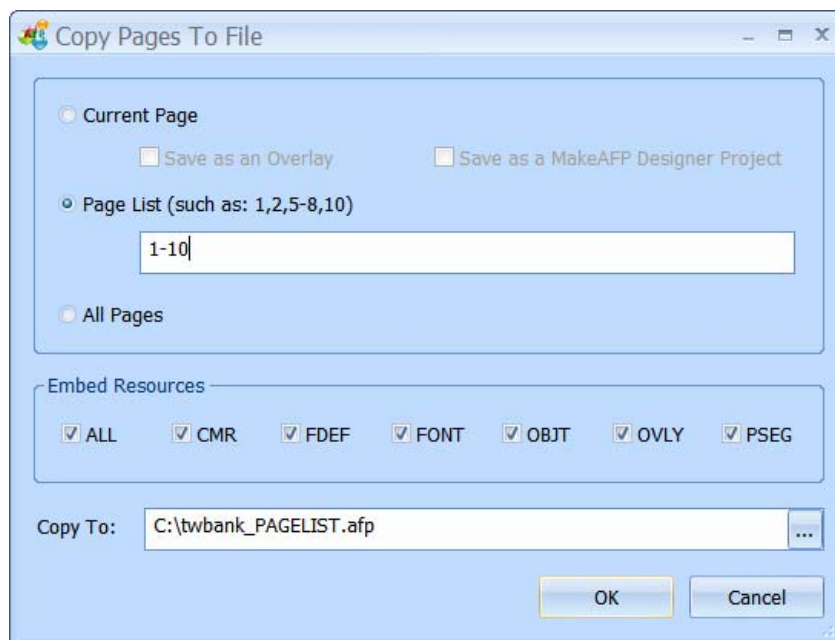 Copy Pages To File
Current Page
Save as an Overlay
Save as a MakeAFP Designer Project
Page List (such as: 1,2,5-8,10)
1-10
All Pages
Embed Resources
ALL CMR FDEF FONT OBJT OVLY PSEG
Copy To: C:\twbank_PAGELIST.afp ...
OK Cancel